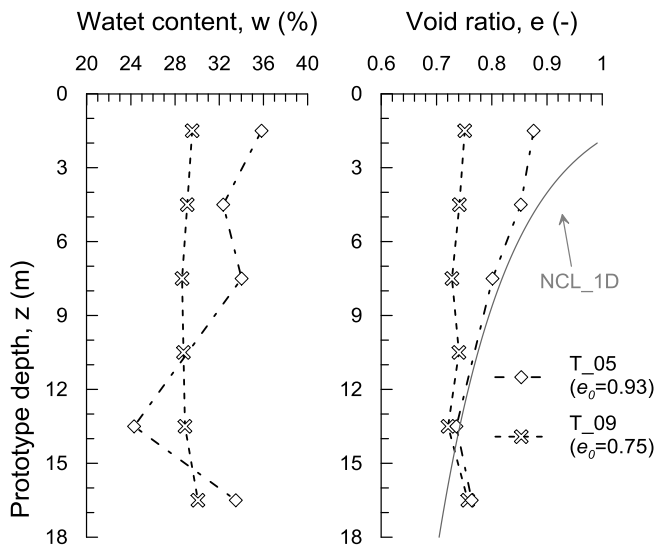 Watet content, w (%)
Void ratio, e (-)
20 24 28 32 36 40
0.6 0.7 0.8 0.9 1
0
3
6
9
12
15
18
Prototype depth, z (m)
0
3
6
9
12
15
18
NCL_1D
T_05
(e0=0.93)
T_09
(e0=0.75)